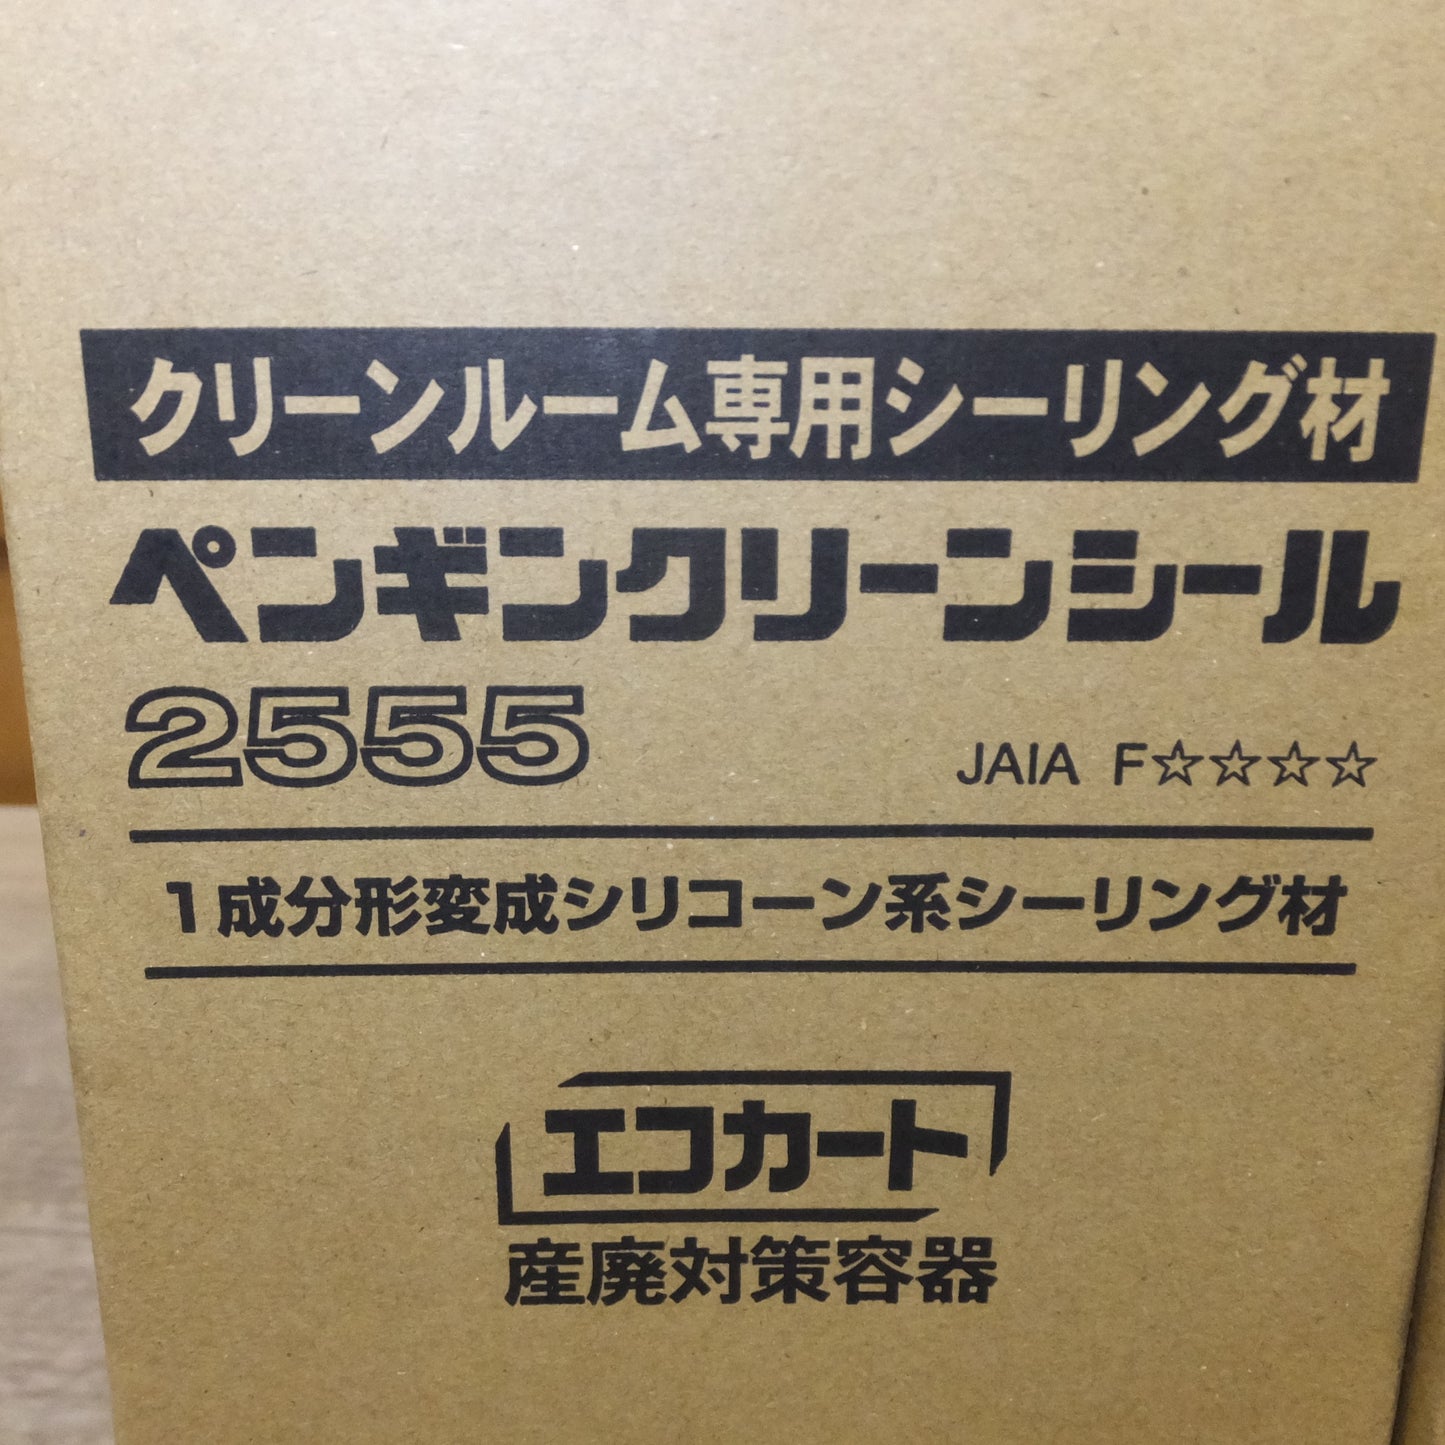 クリーンルーム専用シーリング材
ペンギンクリーンシール
2555
JAIA F☆☆☆☆
1成分形変成シリコーン系シーリング材
エコカート
産廃対策容器